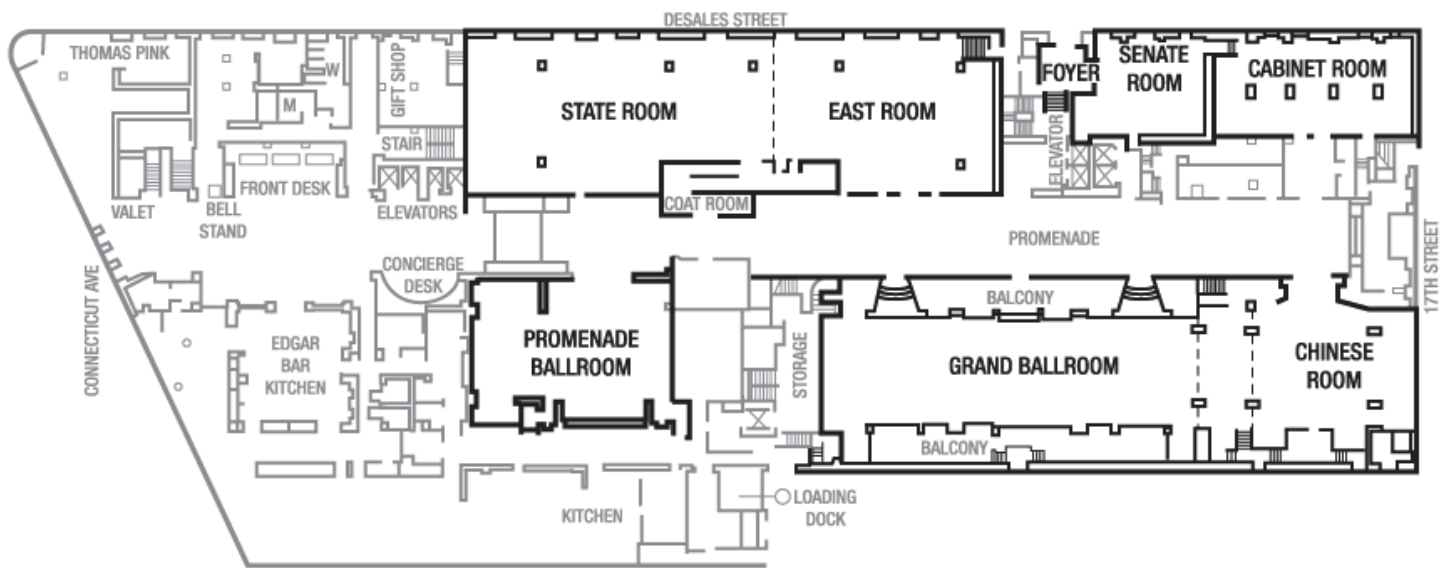 DESALES STREET
THOMAS PINK
W
M
GIFT SHOP
STAIR
FRONT DESK
ELEVATORS
VALET
BELL
STAND
STATE ROOM
EAST ROOM
COAT ROOM
FOYER
SENATE
ROOM
CABINET ROOM
ELEVATOR
PROMENADE
17TH STREET
CONNECTICUT AVE
CONCIERGE
DESK
EDGAR
BAR
KITCHEN
PROMENADE
BALLROOM
STORAGE
BALCONY
GRAND BALLROOM
CHINESE
ROOM
BALCONY
KITCHEN
LOADING
DOCK